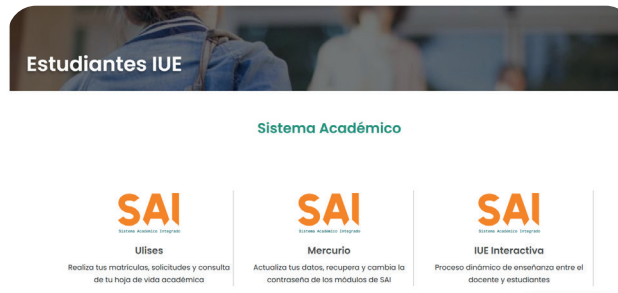 Estudiantes IUE
Sistema Académico
SAI
Sistema Académico Integrado
Ulises
Realiza tus matrículas, solicitudes y consulta
de tu hoja de vida académica
SAI
Sistema Académico Integrado
Mercurio
Actualiza tus datos, recupera y cambia la
contraseña de los módulos de SAI
SAI
Sistema Académico Integrado
IUE Interactiva
Proceso dinámico de enseñanza entre el
docente y estudiantes